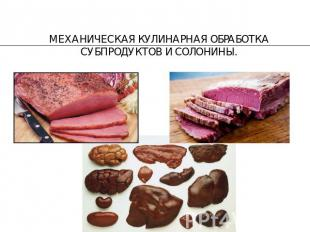 МЕХАНИЧЕСКАЯ КУЛИНАРНАЯ ОБРАБОТКА
СУБПРОДУКТОВ И СОЛОНИНЫ.